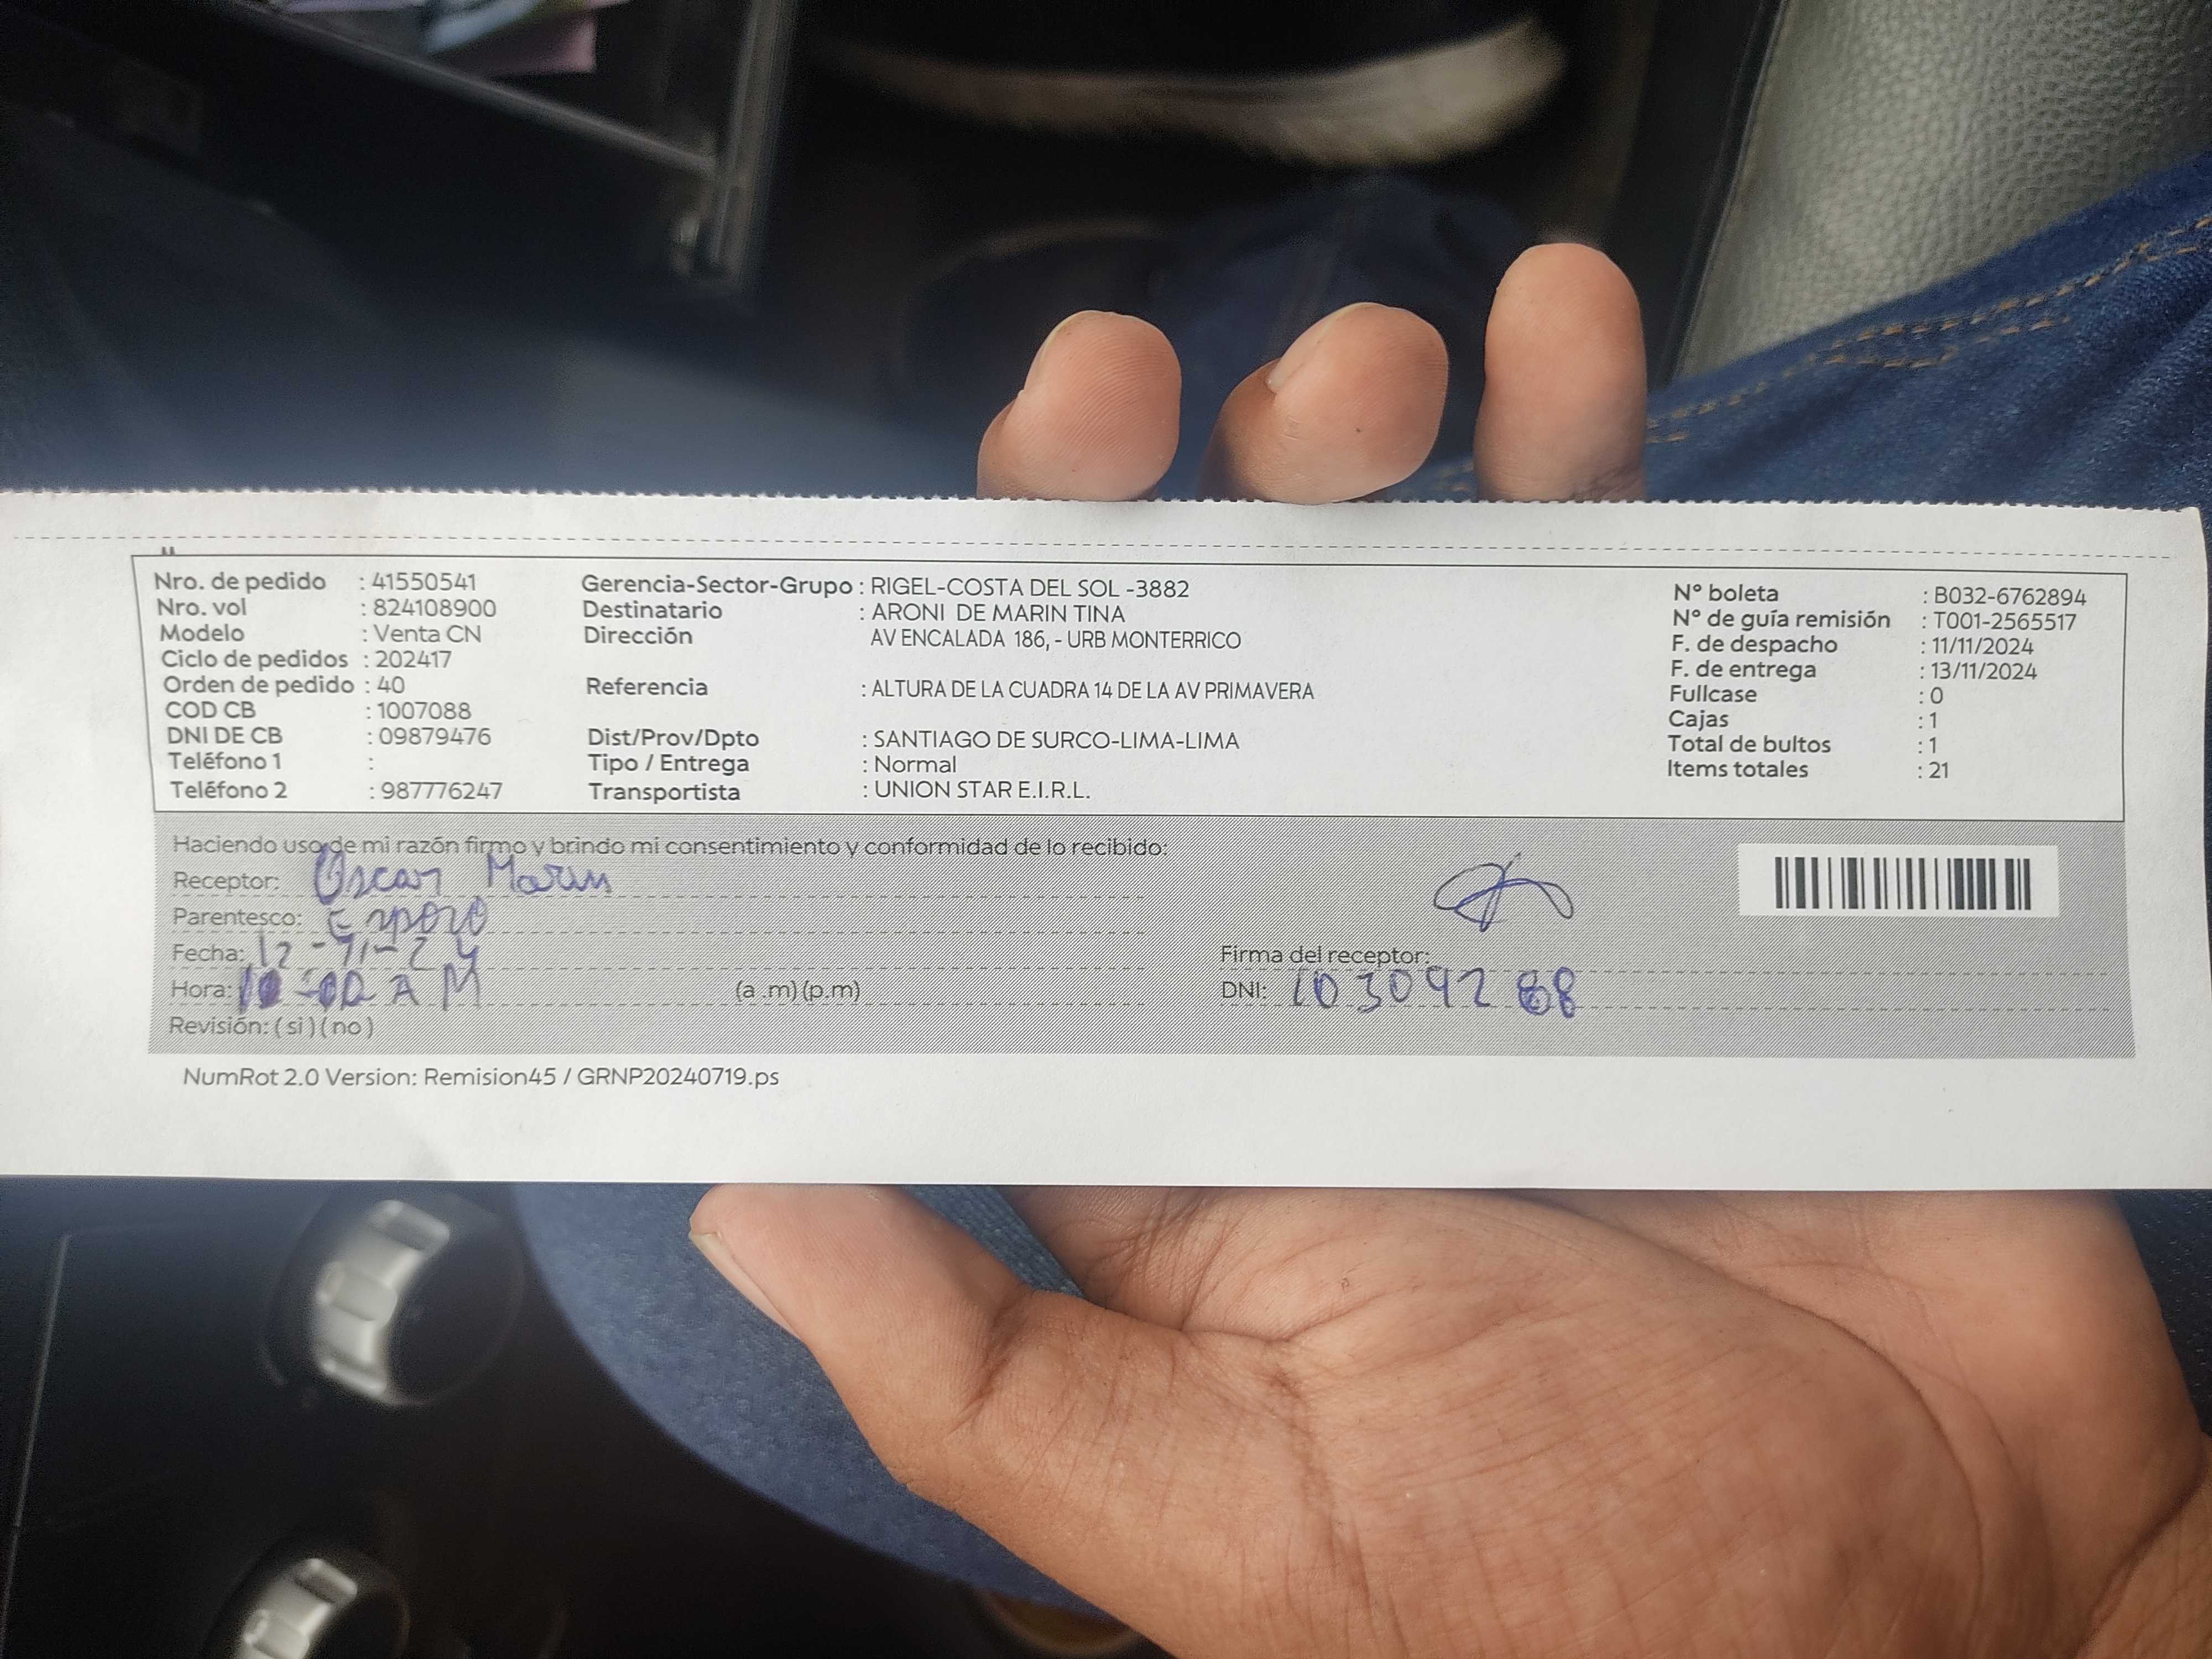 Nro. de pedido : 41550541
Nro. vol : 824108900
Modelo : Venta CN
Ciclo de pedidos : 202417
Orden de pedido : 40
COD CB : 1007088
DNI DE CB : 09879476
Teléfono 1 :
Teléfono 2 : 987776247
Gerencia-Sector-Grupo : RIGEL-COSTA DEL SOL -3882
Destinatario : ARONI DE MARIN TINA
Dirección AV ENCALADA 186, - URB MONTERRICO
Referencia : ALTURA DE LA CUADRA 14 DE LA AV PRIMAVERA
Dist/Prov/Dpto : SANTIAGO DE SURCO-LIMA-LIMA
Tipo / Entrega : Normal
Transportista : UNION STAR E.I.R.L.
N° boleta : B032-6762894
N° de guía remisión : T001-2565517
F. de despacho : 11/11/2024
F. de entrega : 13/11/2024
Fullcase : 0
Cajas : 1
Total de bultos : 1
Items totales : 21
Haciendo uso de mi razón firmo y brindo mi consentimiento y conformidad de lo recibido:
Receptor: Oscar Marin
Parentesco: Esposo
Fecha: 12-11-24
Hora: 10-00 A M (a .m) (p.m)
Revisión: ( si ) ( no )
Firma del receptor:
DNI: 10309288
NumRot 2.0 Version: Remision45 / GRNP20240719.ps